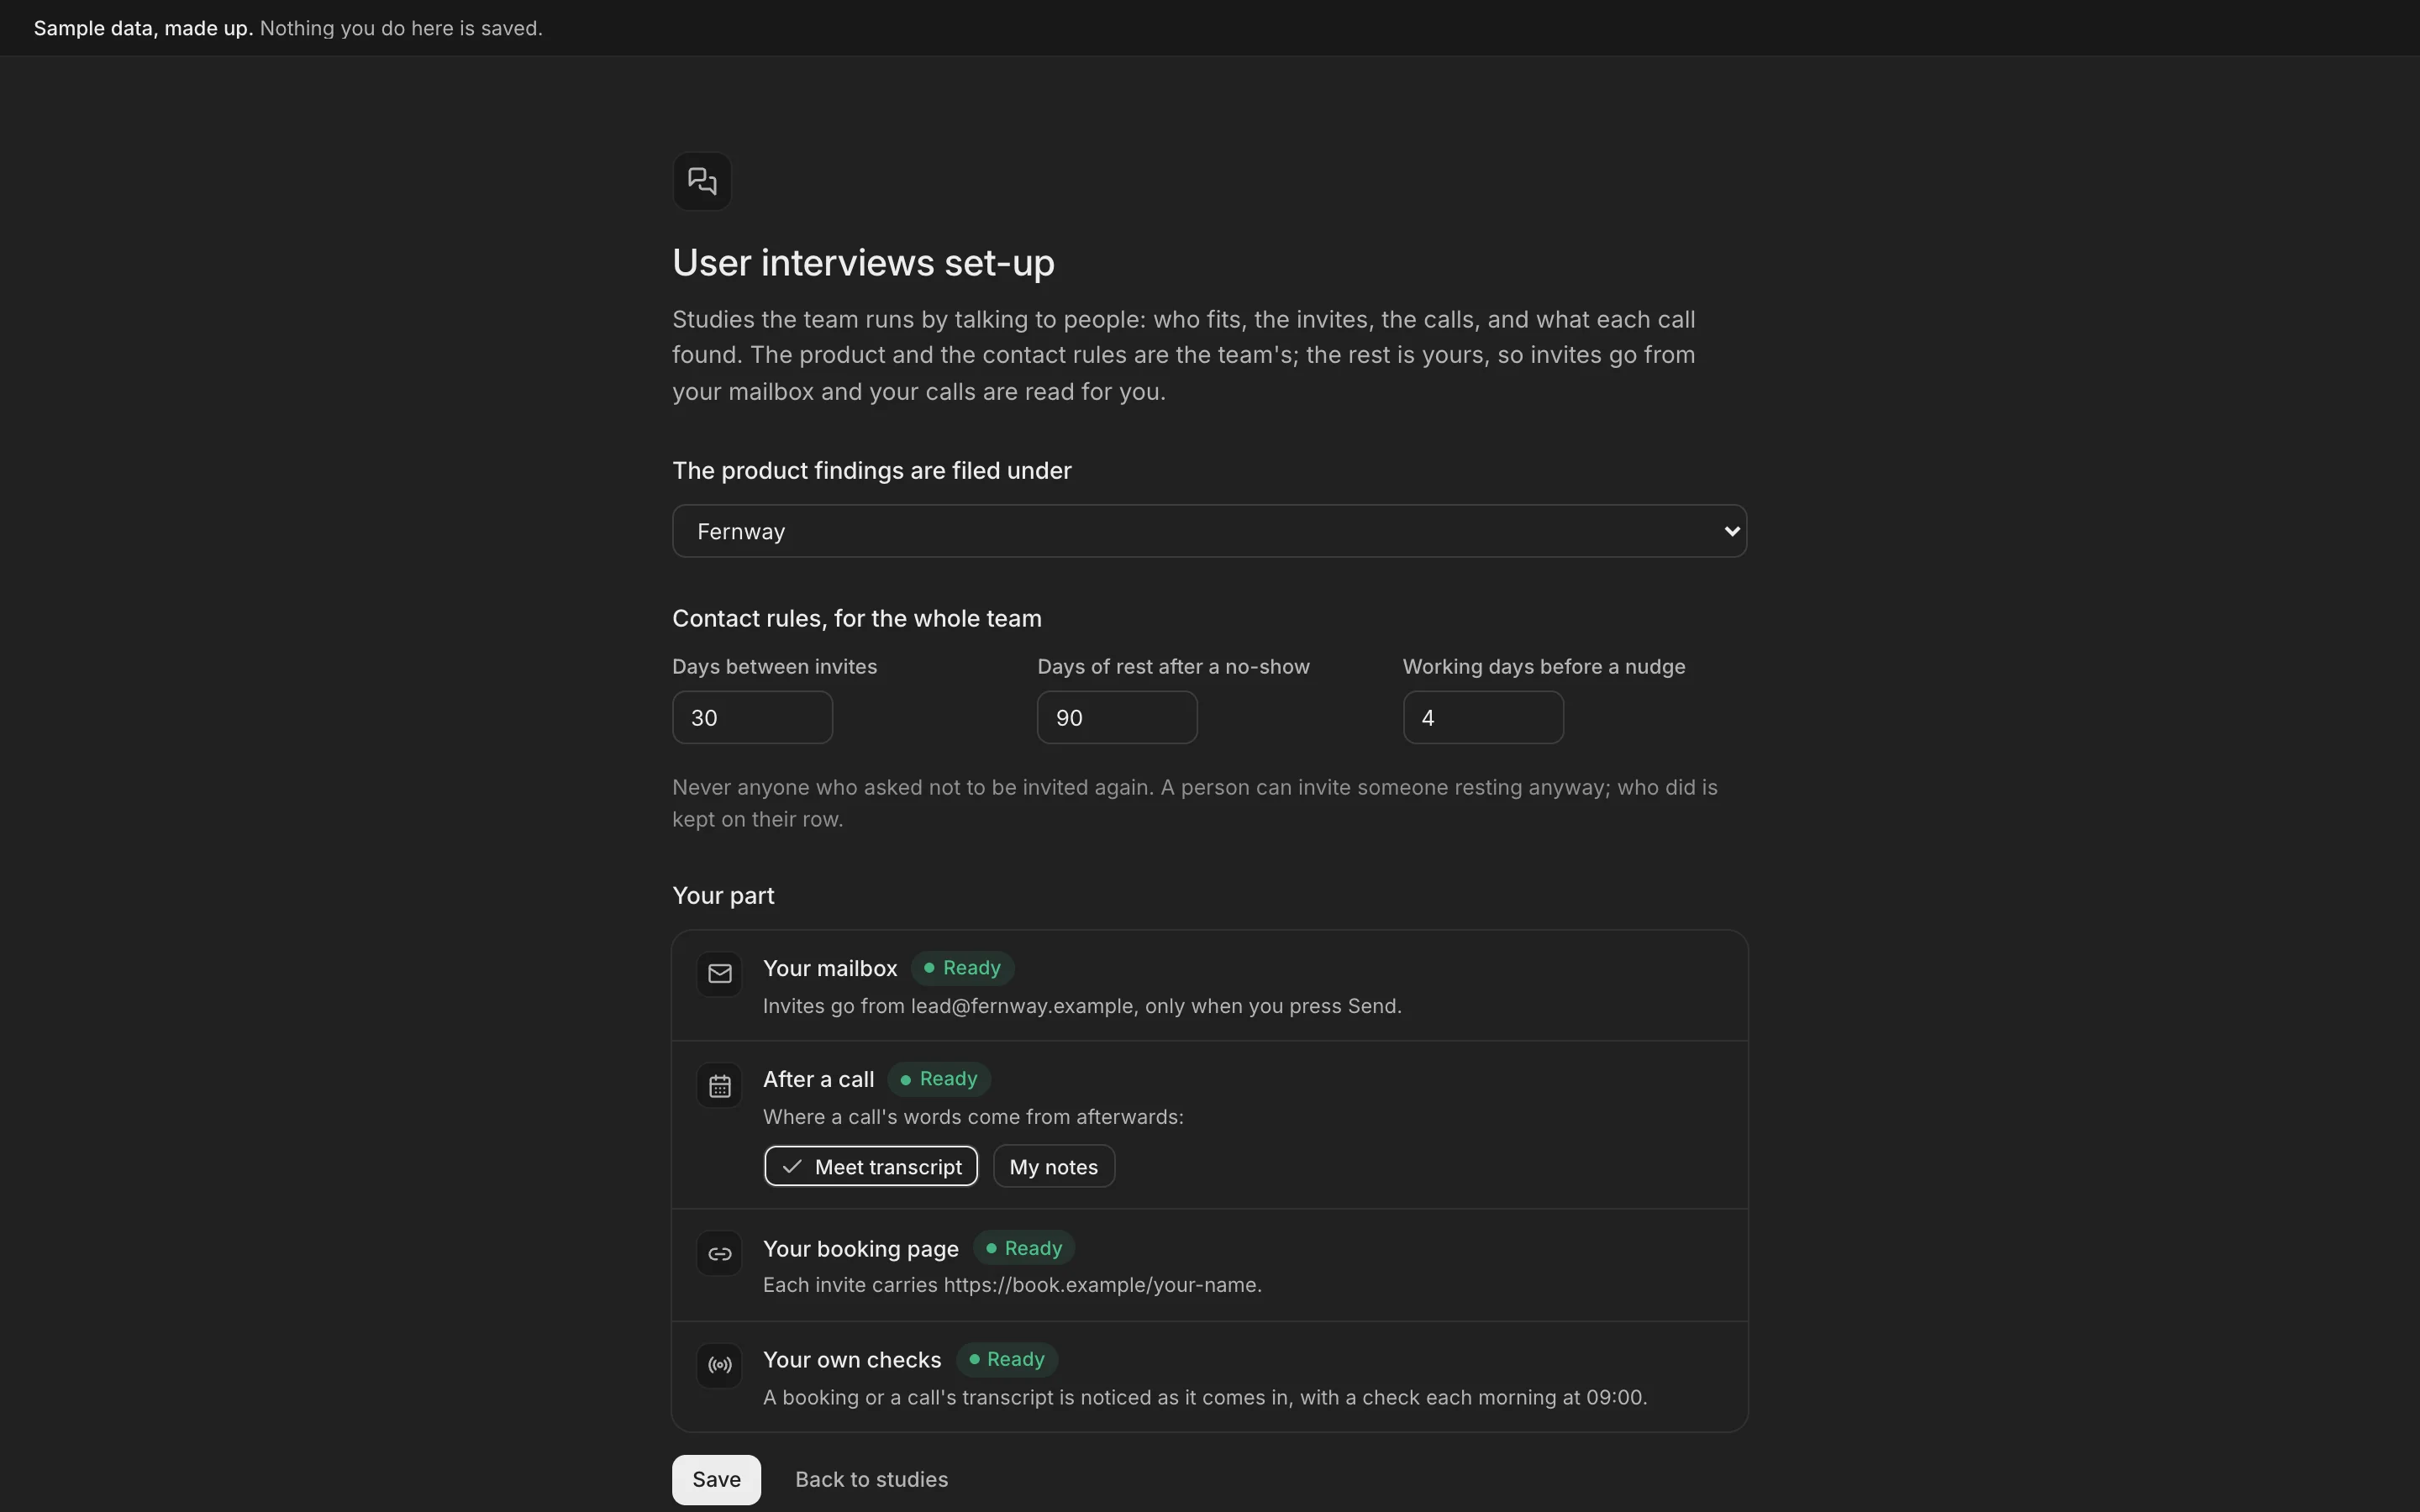 Sample data, made up. Nothing you do here is saved.
User interviews set-up
Studies the team runs by talking to people: who fits, the invites, the calls, and what each call
found. The product and the contact rules are the team's; the rest is yours, so invites go from
your mailbox and your calls are read for you.
The product findings are filed under
Fernway
Contact rules, for the whole team
Days between invites
Days of rest after a no-show
Working days before a nudge
30
90
4
Never anyone who asked not to be invited again. A person can invite someone resting anyway; who did is
kept on their row.
Your part
Your mailbox Ready
Invites go from lead@fernway.example, only when you press Send.
After a call Ready
Where a call's words come from afterwards:
Meet transcript My notes
Your booking page Ready
Each invite carries https://book.example/your-name.
Your own checks Ready
A booking or a call's transcript is noticed as it comes in, with a check each morning at 09:00.
Save Back to studies